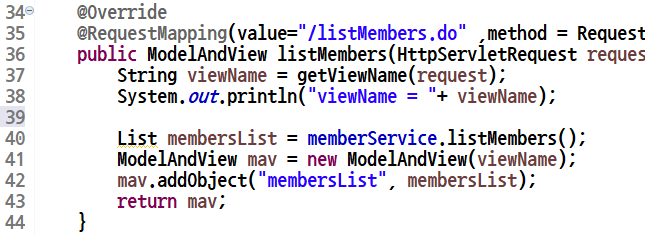 34 @Override
35 @RequestMapping(value="/listMembers.do" ,method = Request
36 public ModelAndView listMembers(HttpServletRequest reques
37 String viewName = getViewName(request);
38 System.out.println("viewName = "+ viewName);
39
40 List membersList = memberService.listMembers();
41 ModelAndView mav = new ModelAndView(viewName);
42 mav.addObject("membersList", membersList);
43 return mav;
44 }